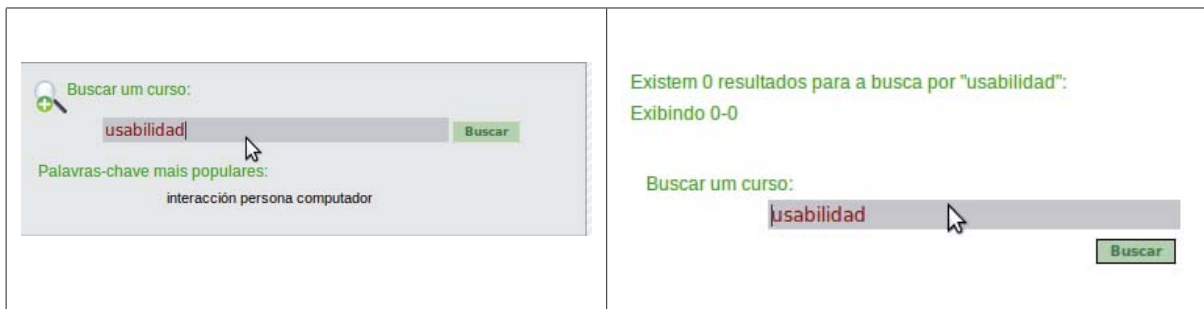 Buscar um curso:
usabilidad
Buscar
Palavras-chave mais populares:
interacción persona computador
Existem 0 resultados para a busca por "usabilidad":
Exibindo 0-0
Buscar um curso:
usabilidad
Buscar